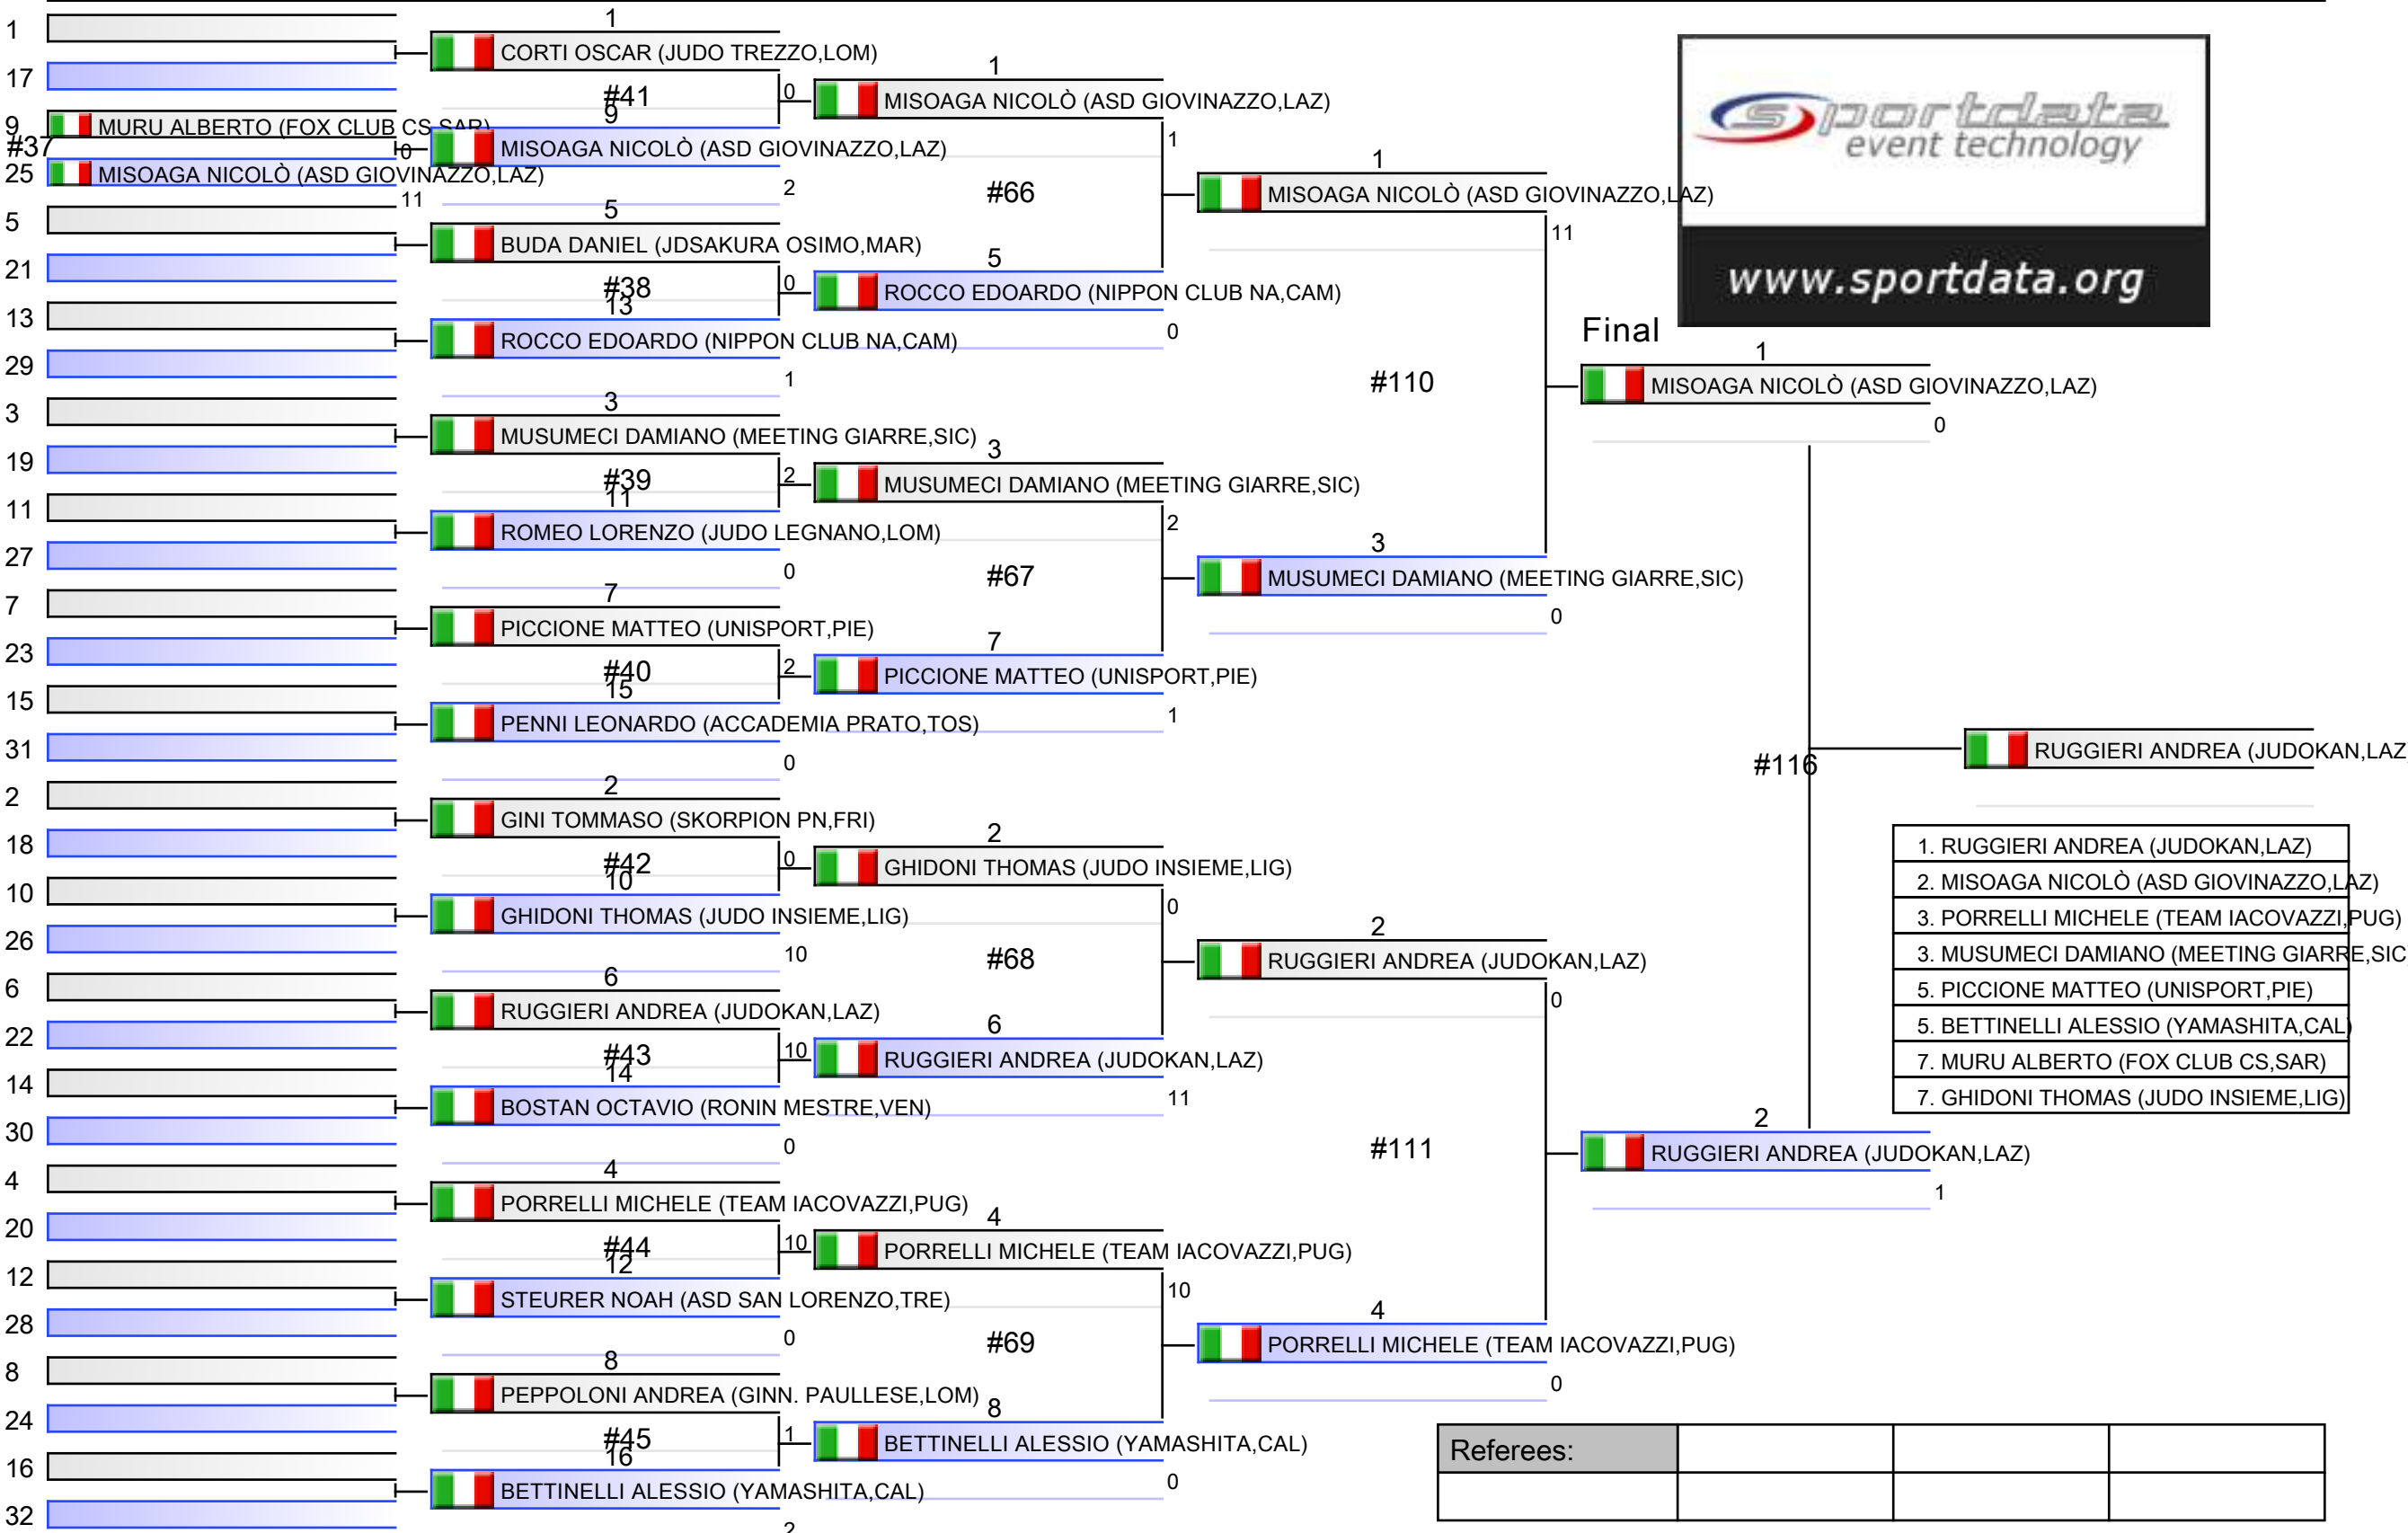 1
17
9 MURU ALBERTO (FOX CLUB CS,SAR)
#37
0
25 MISOAGA NICOLÒ (ASD GIOVINAZZO,LAZ)
11
5
21
13
29
3
19
11
27
7
23
15
31
2
18
10
26
6
22
14
30
4
20
12
28
8
24
16
32
1
CORTI OSCAR (JUDO TREZZO,LOM)
#41
0
9
MISOAGA NICOLÒ (ASD GIOVINAZZO,LAZ)
2
5
BUDA DANIEL (JDSAKURA OSIMO,MAR)
#38
0
13
ROCCO EDOARDO (NIPPON CLUB NA,CAM)
1
3
MUSUMECI DAMIANO (MEETING GIARRE,SIC)
#39
2
11
ROMEO LORENZO (JUDO LEGNANO,LOM)
0
7
PICCIONE MATTEO (UNISPORT,PIE)
#40
2
15
PENNI LEONARDO (ACCADEMIA PRATO,TOS)
0
2
GINI TOMMASO (SKORPION PN,FRI)
#42
0
10
GHIDONI THOMAS (JUDO INSIEME,LIG)
10
6
RUGGIERI ANDREA (JUDOKAN,LAZ)
#43
10
14
BOSTAN OCTAVIO (RONIN MESTRE,VEN)
0
4
PORRELLI MICHELE (TEAM IACOVAZZI,PUG)
#44
10
12
STEURER NOAH (ASD SAN LORENZO,TRE)
0
8
PEPPOLONI ANDREA (GINN. PAULLESE,LOM)
#45
1
16
BETTINELLI ALESSIO (YAMASHITA,CAL)
2
1
MISOAGA NICOLÒ (ASD GIOVINAZZO,LAZ)
1
#66
5
ROCCO EDOARDO (NIPPON CLUB NA,CAM)
0
3
MUSUMECI DAMIANO (MEETING GIARRE,SIC)
2
#67
7
PICCIONE MATTEO (UNISPORT,PIE)
1
2
GHIDONI THOMAS (JUDO INSIEME,LIG)
0
#68
6
RUGGIERI ANDREA (JUDOKAN,LAZ)
11
4
PORRELLI MICHELE (TEAM IACOVAZZI,PUG)
10
#69
8
BETTINELLI ALESSIO (YAMASHITA,CAL)
0
1
MISOAGA NICOLÒ (ASD GIOVINAZZO,LAZ)
11
#110
3
MUSUMECI DAMIANO (MEETING GIARRE,SIC)
0
2
RUGGIERI ANDREA (JUDOKAN,LAZ)
0
#111
4
PORRELLI MICHELE (TEAM IACOVAZZI,PUG)
0
sportdata
event technology
www.sportdata.org
Final
1
MISOAGA NICOLÒ (ASD GIOVINAZZO,LAZ)
0
#116
2
RUGGIERI ANDREA (JUDOKAN,LAZ)
1
RUGGIERI ANDREA (JUDOKAN,LAZ
1. RUGGIERI ANDREA (JUDOKAN,LAZ)
2. MISOAGA NICOLÒ (ASD GIOVINAZZO,LAZ)
3. PORRELLI MICHELE (TEAM IACOVAZZI,PUG)
3. MUSUMECI DAMIANO (MEETING GIARRE,SIC
5. PICCIONE MATTEO (UNISPORT,PIE)
5. BETTINELLI ALESSIO (YAMASHITA,CAL)
7. MURU ALBERTO (FOX CLUB CS,SAR)
7. GHIDONI THOMAS (JUDO INSIEME,LIG)
Referees: